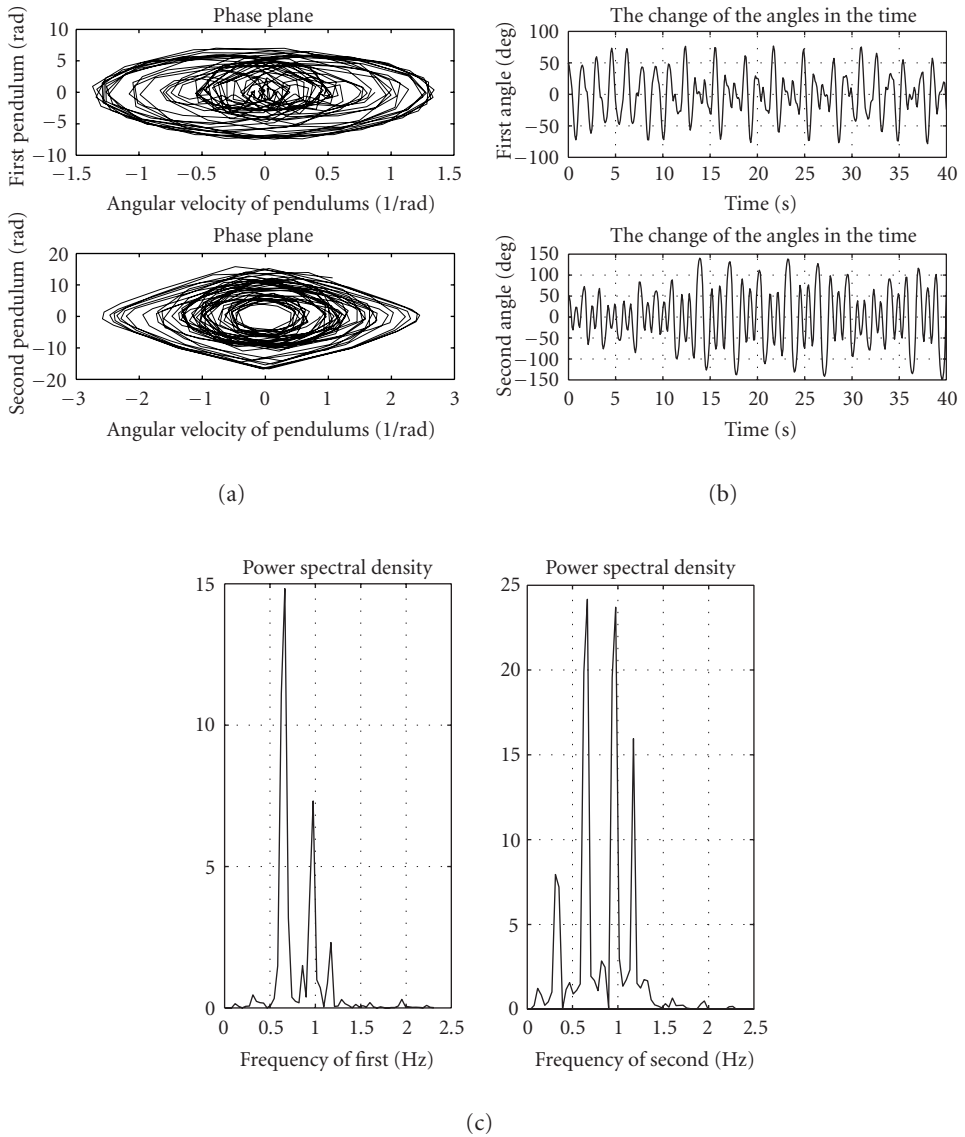 Phase plane
First pendulum (rad)
10
5
0
−5
−10
−1.5 −1 −0.5 0 0.5 1 1.5
Angular velocity of pendulums (1/rad)
Phase plane
Second pendulum (rad)
20
10
0
−10
−20
−3 −2 −1 0 1 2 3
Angular velocity of pendulums (1/rad)
(a)
The change of the angles in the time
First angle (deg)
100
50
0
−50
−100
0 5 10 15 20 25 30 35 40
Time (s)
The change of the angles in the time
Second angle (deg)
150
100
50
0
−50
−100
−150
0 5 10 15 20 25 30 35 40
Time (s)
(b)
Power spectral density
15
10
5
0
0 0.5 1 1.5 2 2.5
Frequency of first (Hz)
Power spectral density
25
20
15
10
5
0
0 0.5 1 1.5 2 2.5
Frequency of second (Hz)
(c)